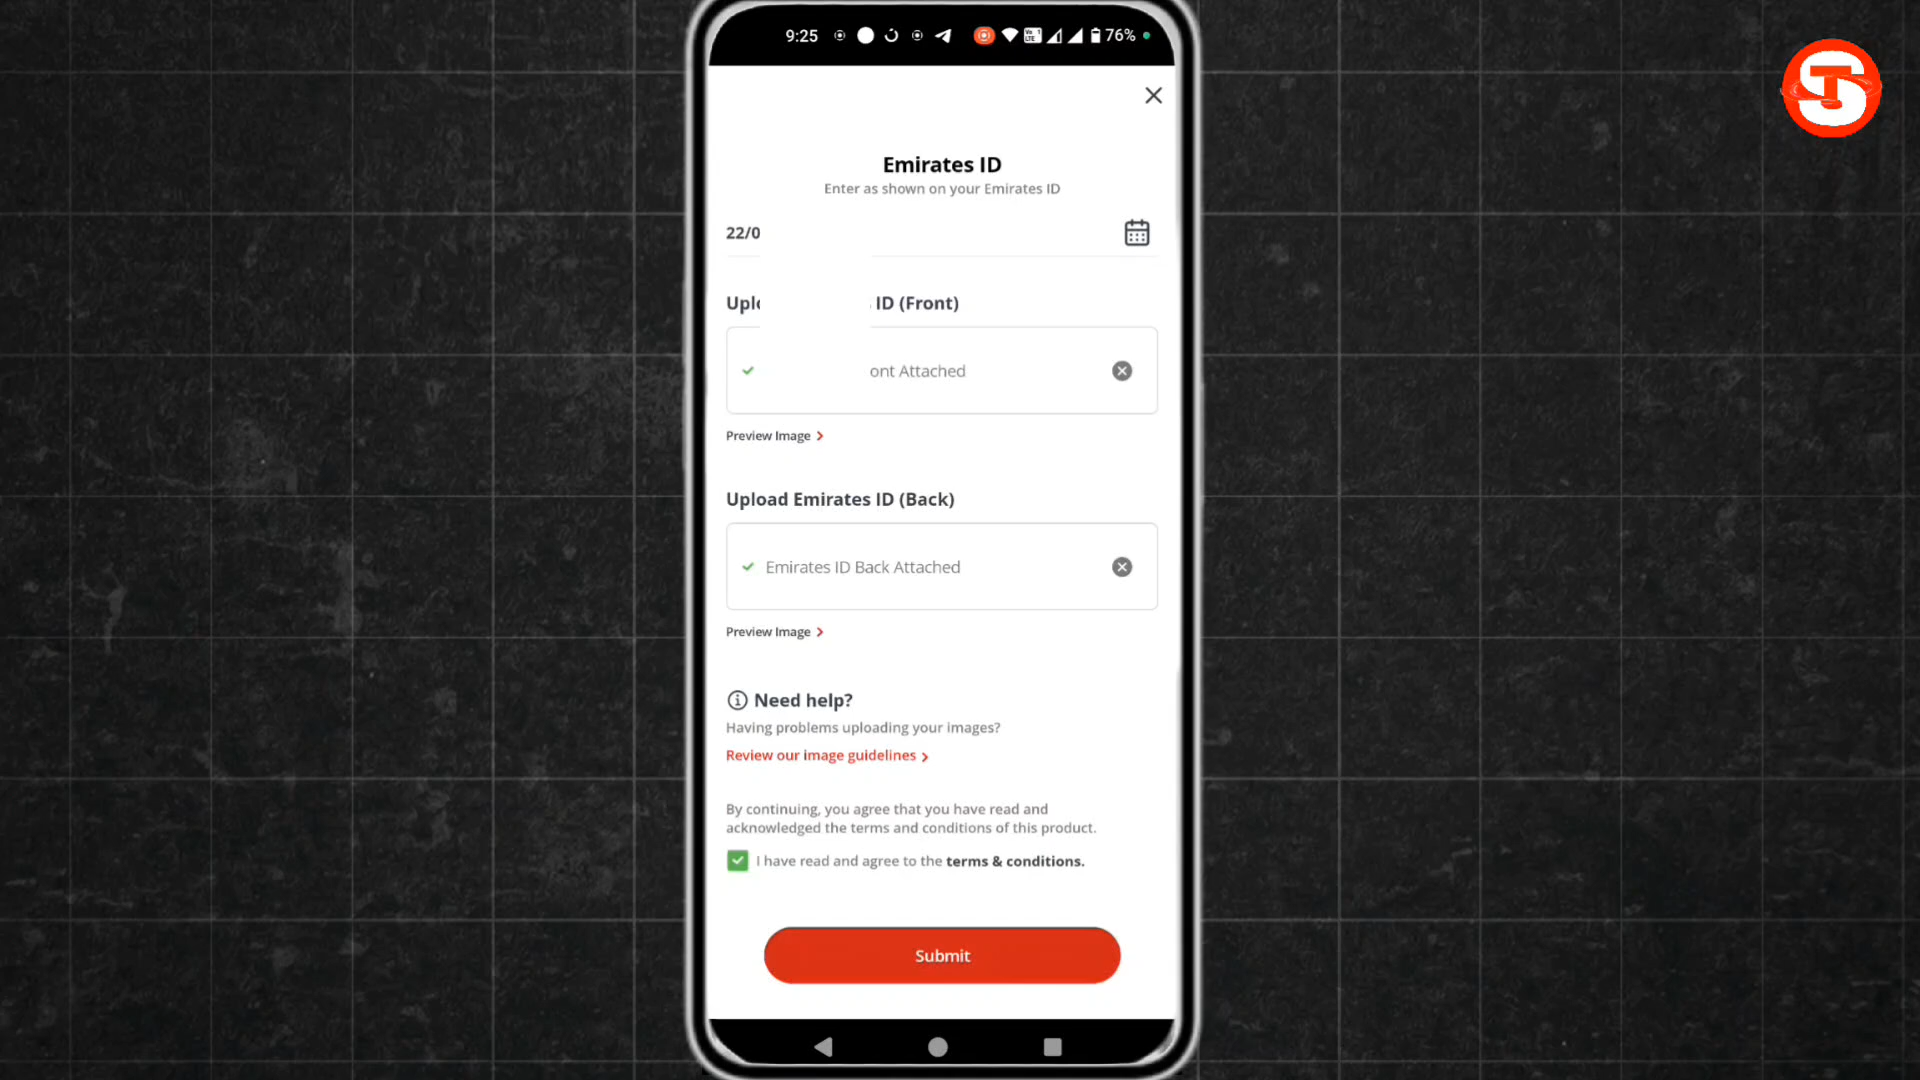 9:25 76%
Emirates ID
Enter as shown on your Emirates ID
22/0
ID (Front)
Attached
Preview Image
Upload Emirates ID (Back)
Emirates ID Back Attached
Preview Image
Need help?
Having problems uploading your images?
Review our image guidelines
By continuing, you agree that you have read and
acknowledged the terms and conditions of this product.
I have read and agree to the terms & conditions.
Submit